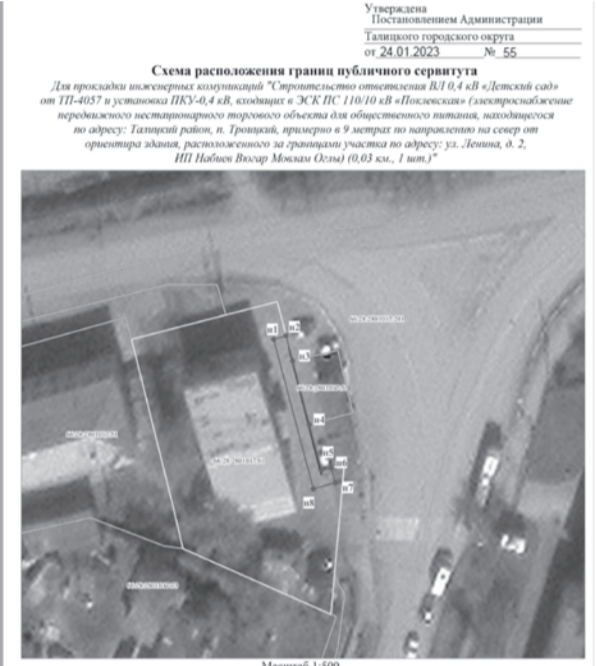 Утверждена
Постановлением Администрации
Талицкого городского округа
от 24.01.2023 № 55
Схема расположения границ публичного сервитута
Для прокладки инженерных комуникаций "Строительство ответвления ВЛ 0,4 кВ «Детский сад»
от ТП-4057 и установка ПКУ-0,4 кВ, входящих в ЭСК ПС 110/10 кВ «Поклевская» (электроснабжение
передвижного нестационарного торгового объекта для общественного питания, находящегося
по адресу: Талицкий район, п. Троицкий, примерно в 9 метрах по направлению на север от
ориентира здания, расположенного за границами участка по адресу: ул. Ленина, д. 2,
ИП Набиев Вюгар Мовлам Оглы) (0,03 км., 1 шт.)"
н1
н2
н3
н4
н5
н6
н7
н8
Масштаб 1:500